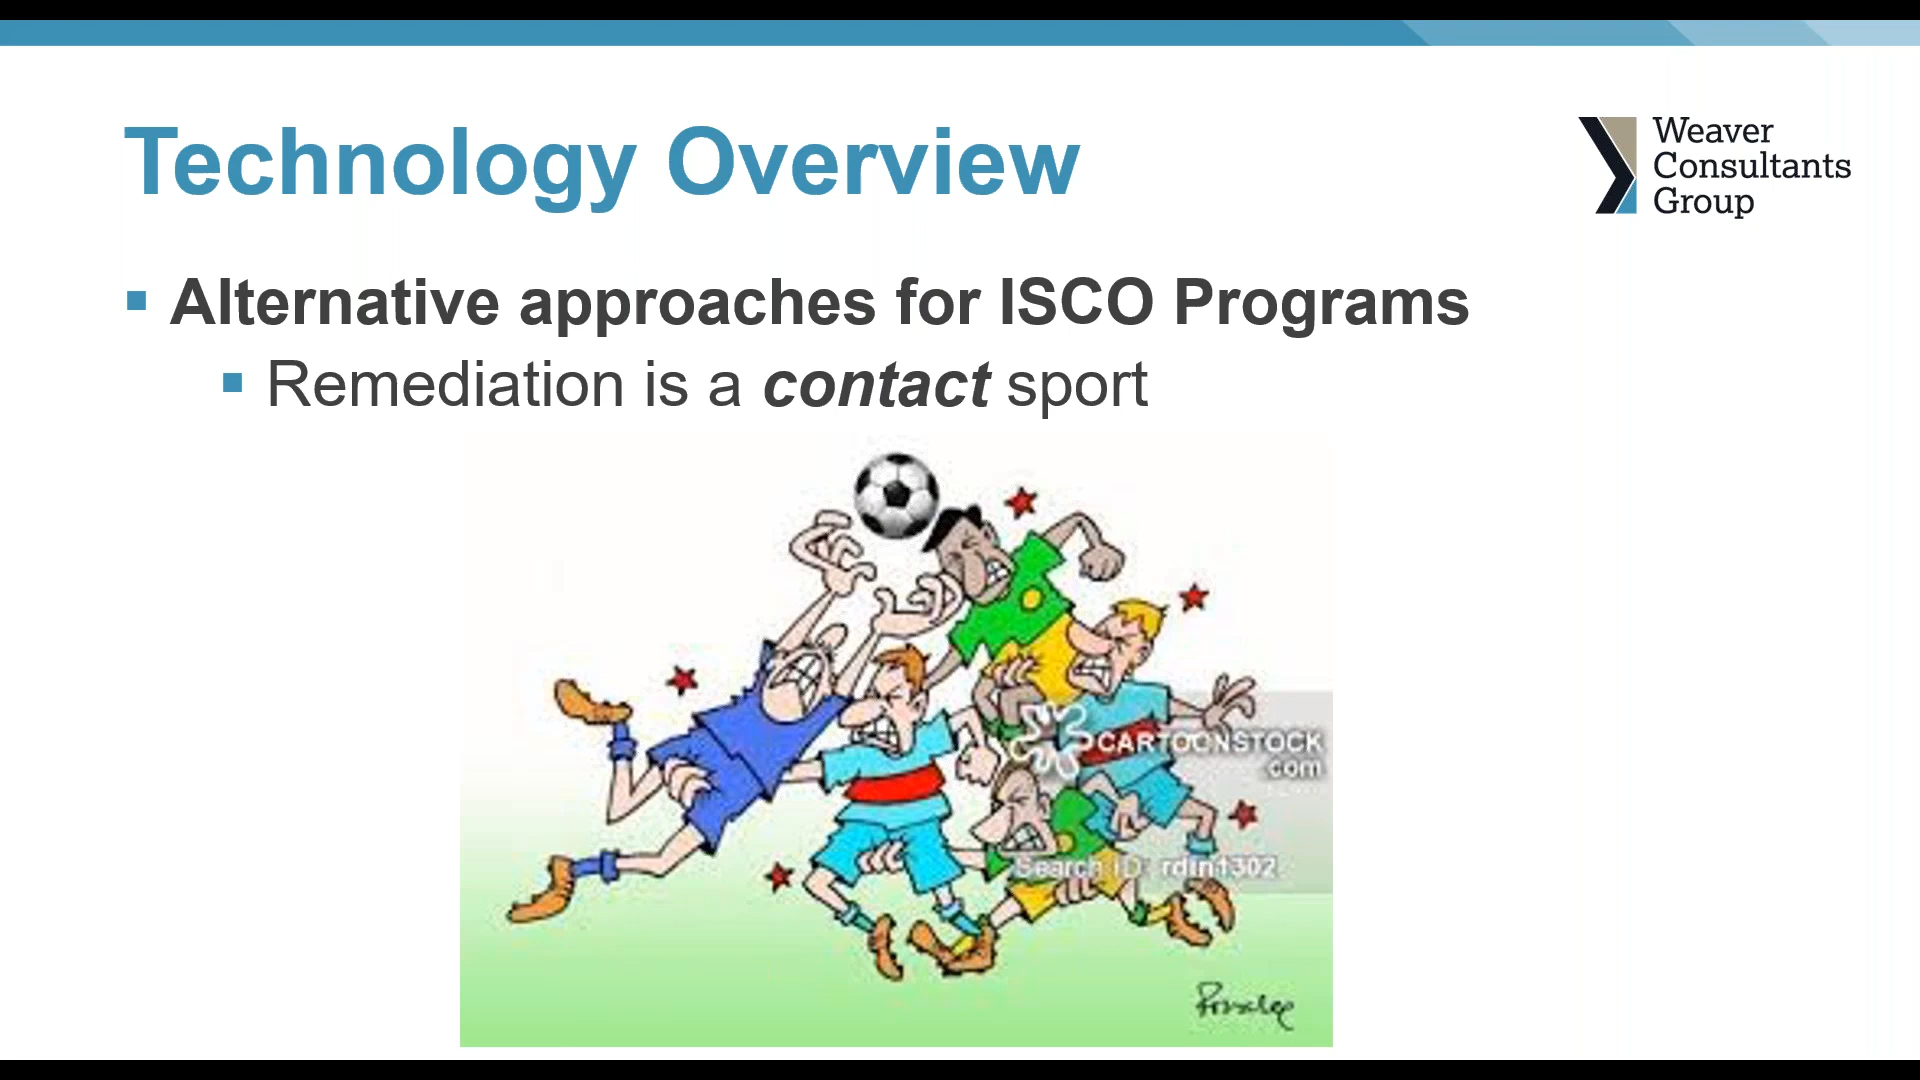 Technology Overview
Weaver
Consultants
Group
▪ Alternative approaches for ISCO Programs
▪ Remediation is a contact sport
CARTOONSTOCK
.com
Search ID: rdin1302